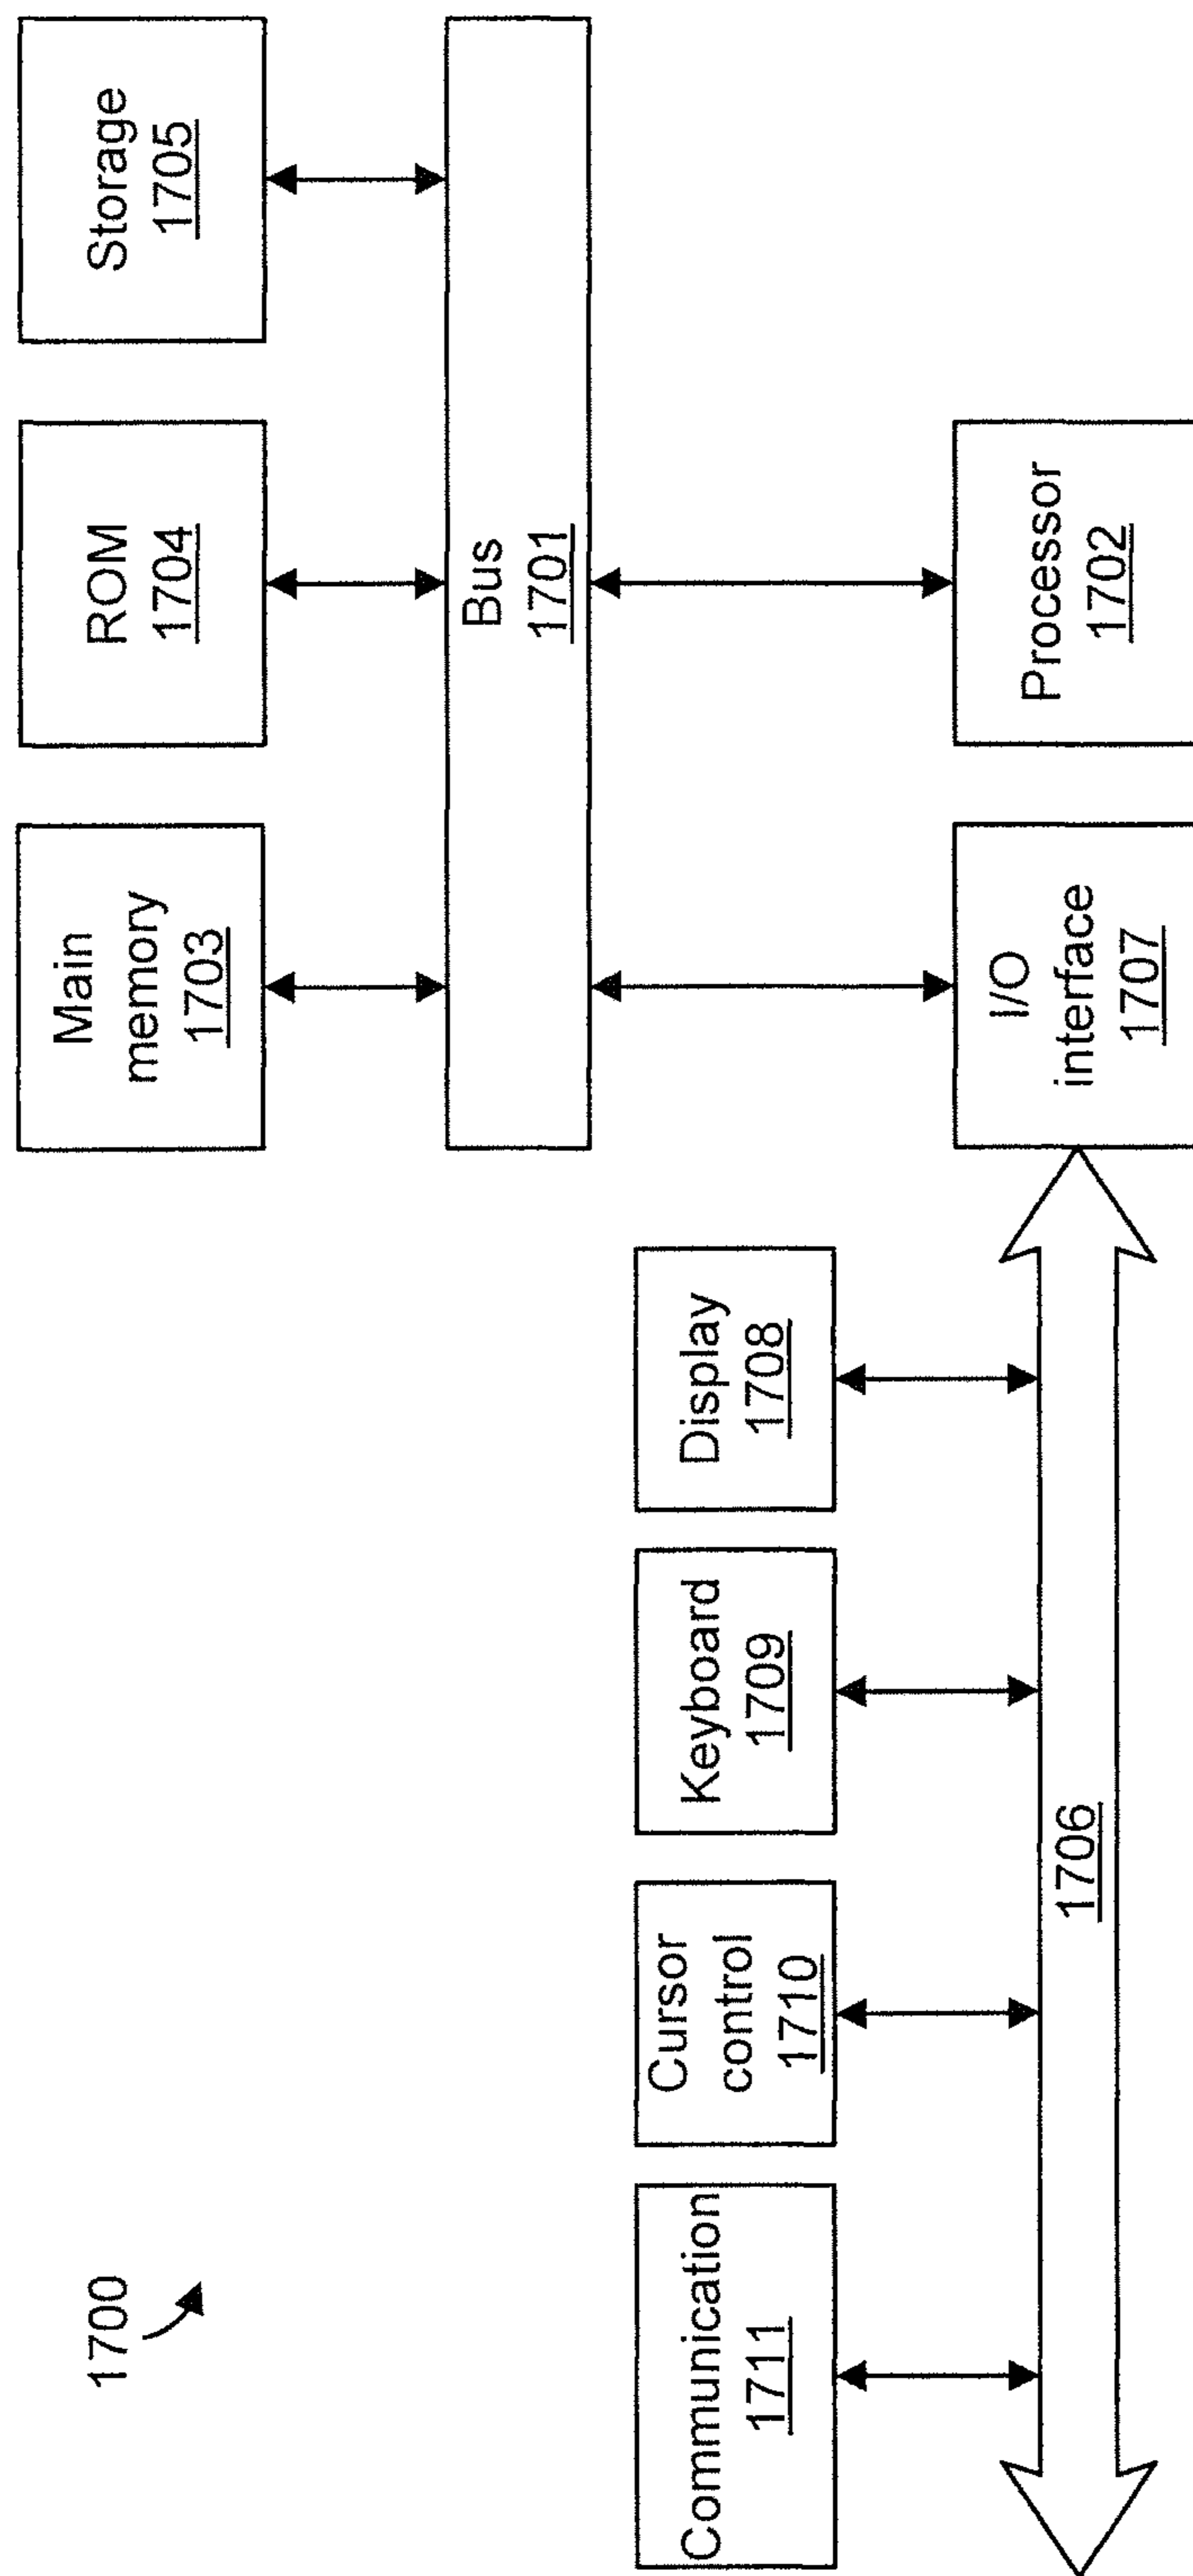 1700
Communication
1711
Cursor
control
1710
Keyboard
1709
Display
1708
1706
Main
memory
1703
ROM
1704
Storage
1705
Bus
1701
I/O
interface
1707
Processor
1702